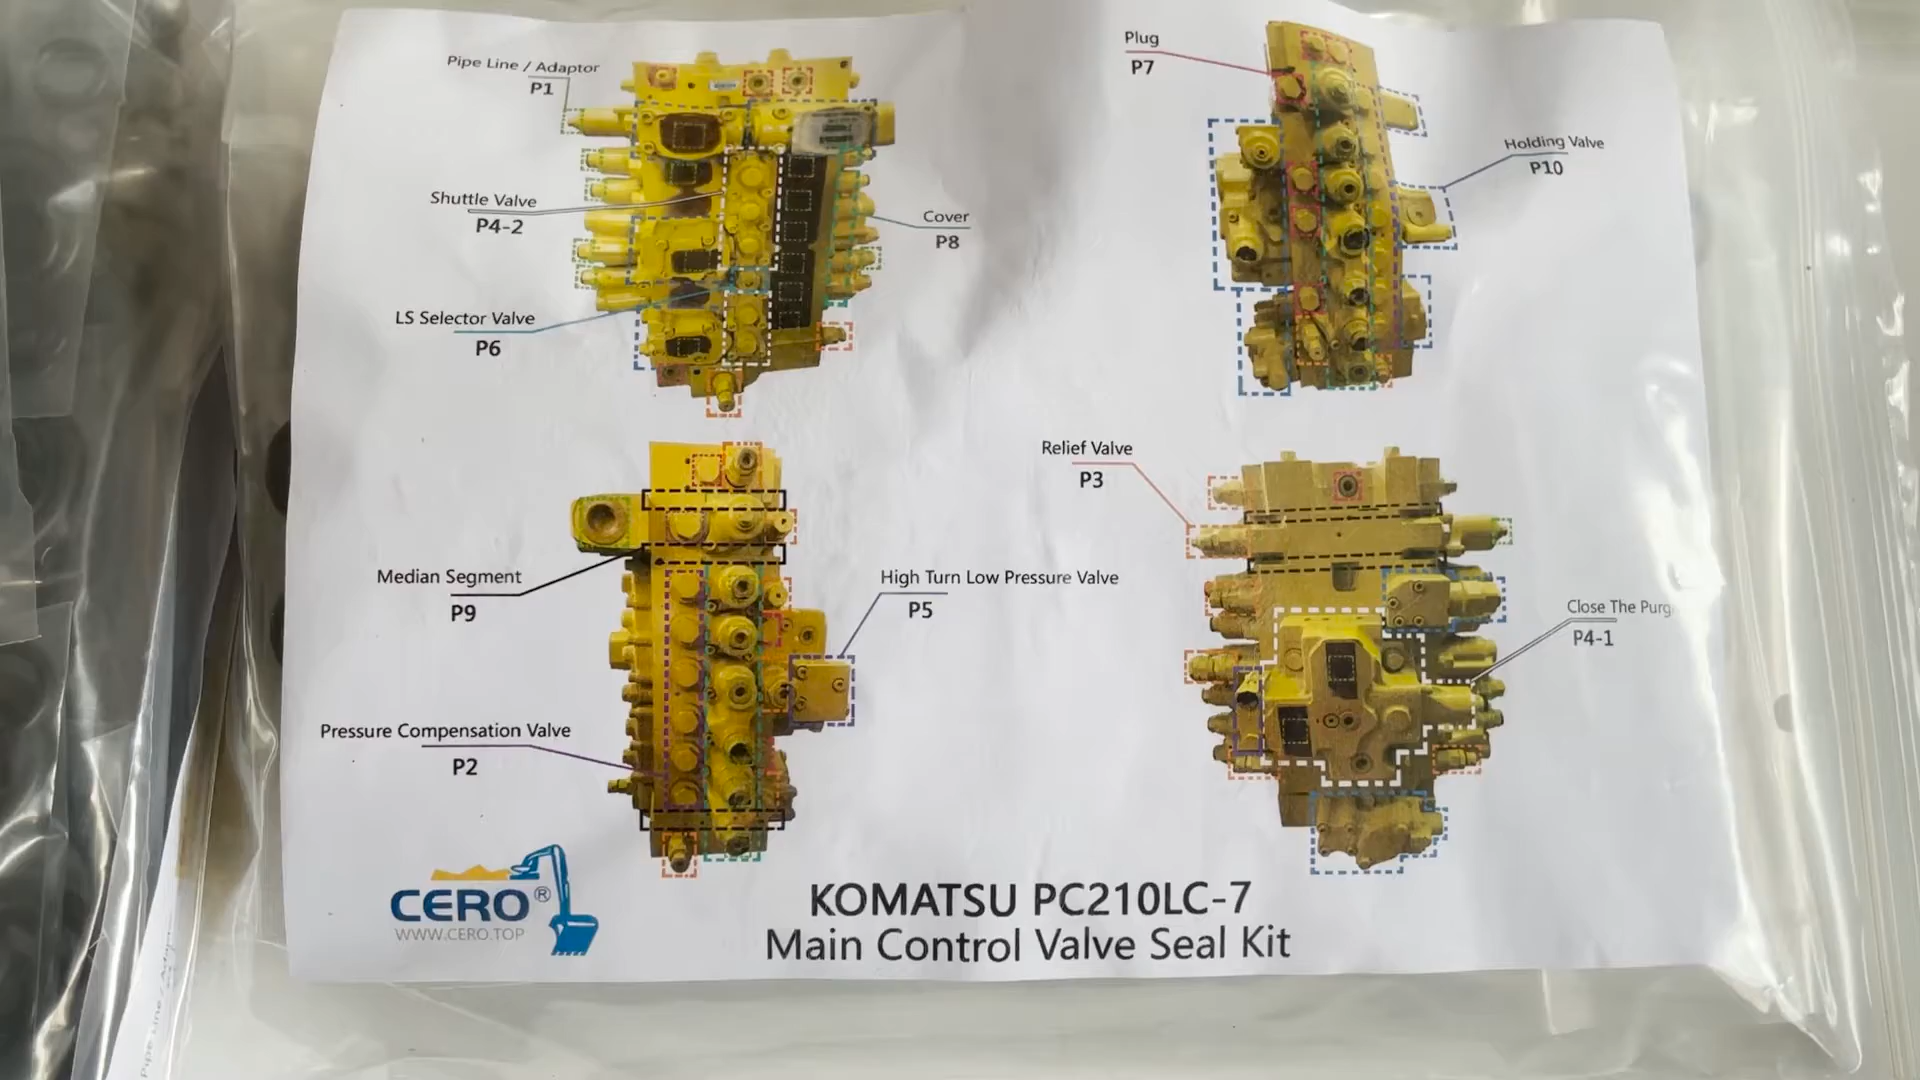 Pipe Line / Adaptor
P1
Shuttle Valve
P4-2
LS Selector Valve
P6
Cover
P8
Plug
P7
Holding Valve
P10
Median Segment
P9
High Turn Low Pressure Valve
P5
Pressure Compensation Valve
P2
Relief Valve
P3
Close The Purg
P4-1
CERO®
WWW.CERO.TOP
KOMATSU PC210LC-7
Main Control Valve Seal Kit
Pipe Line /